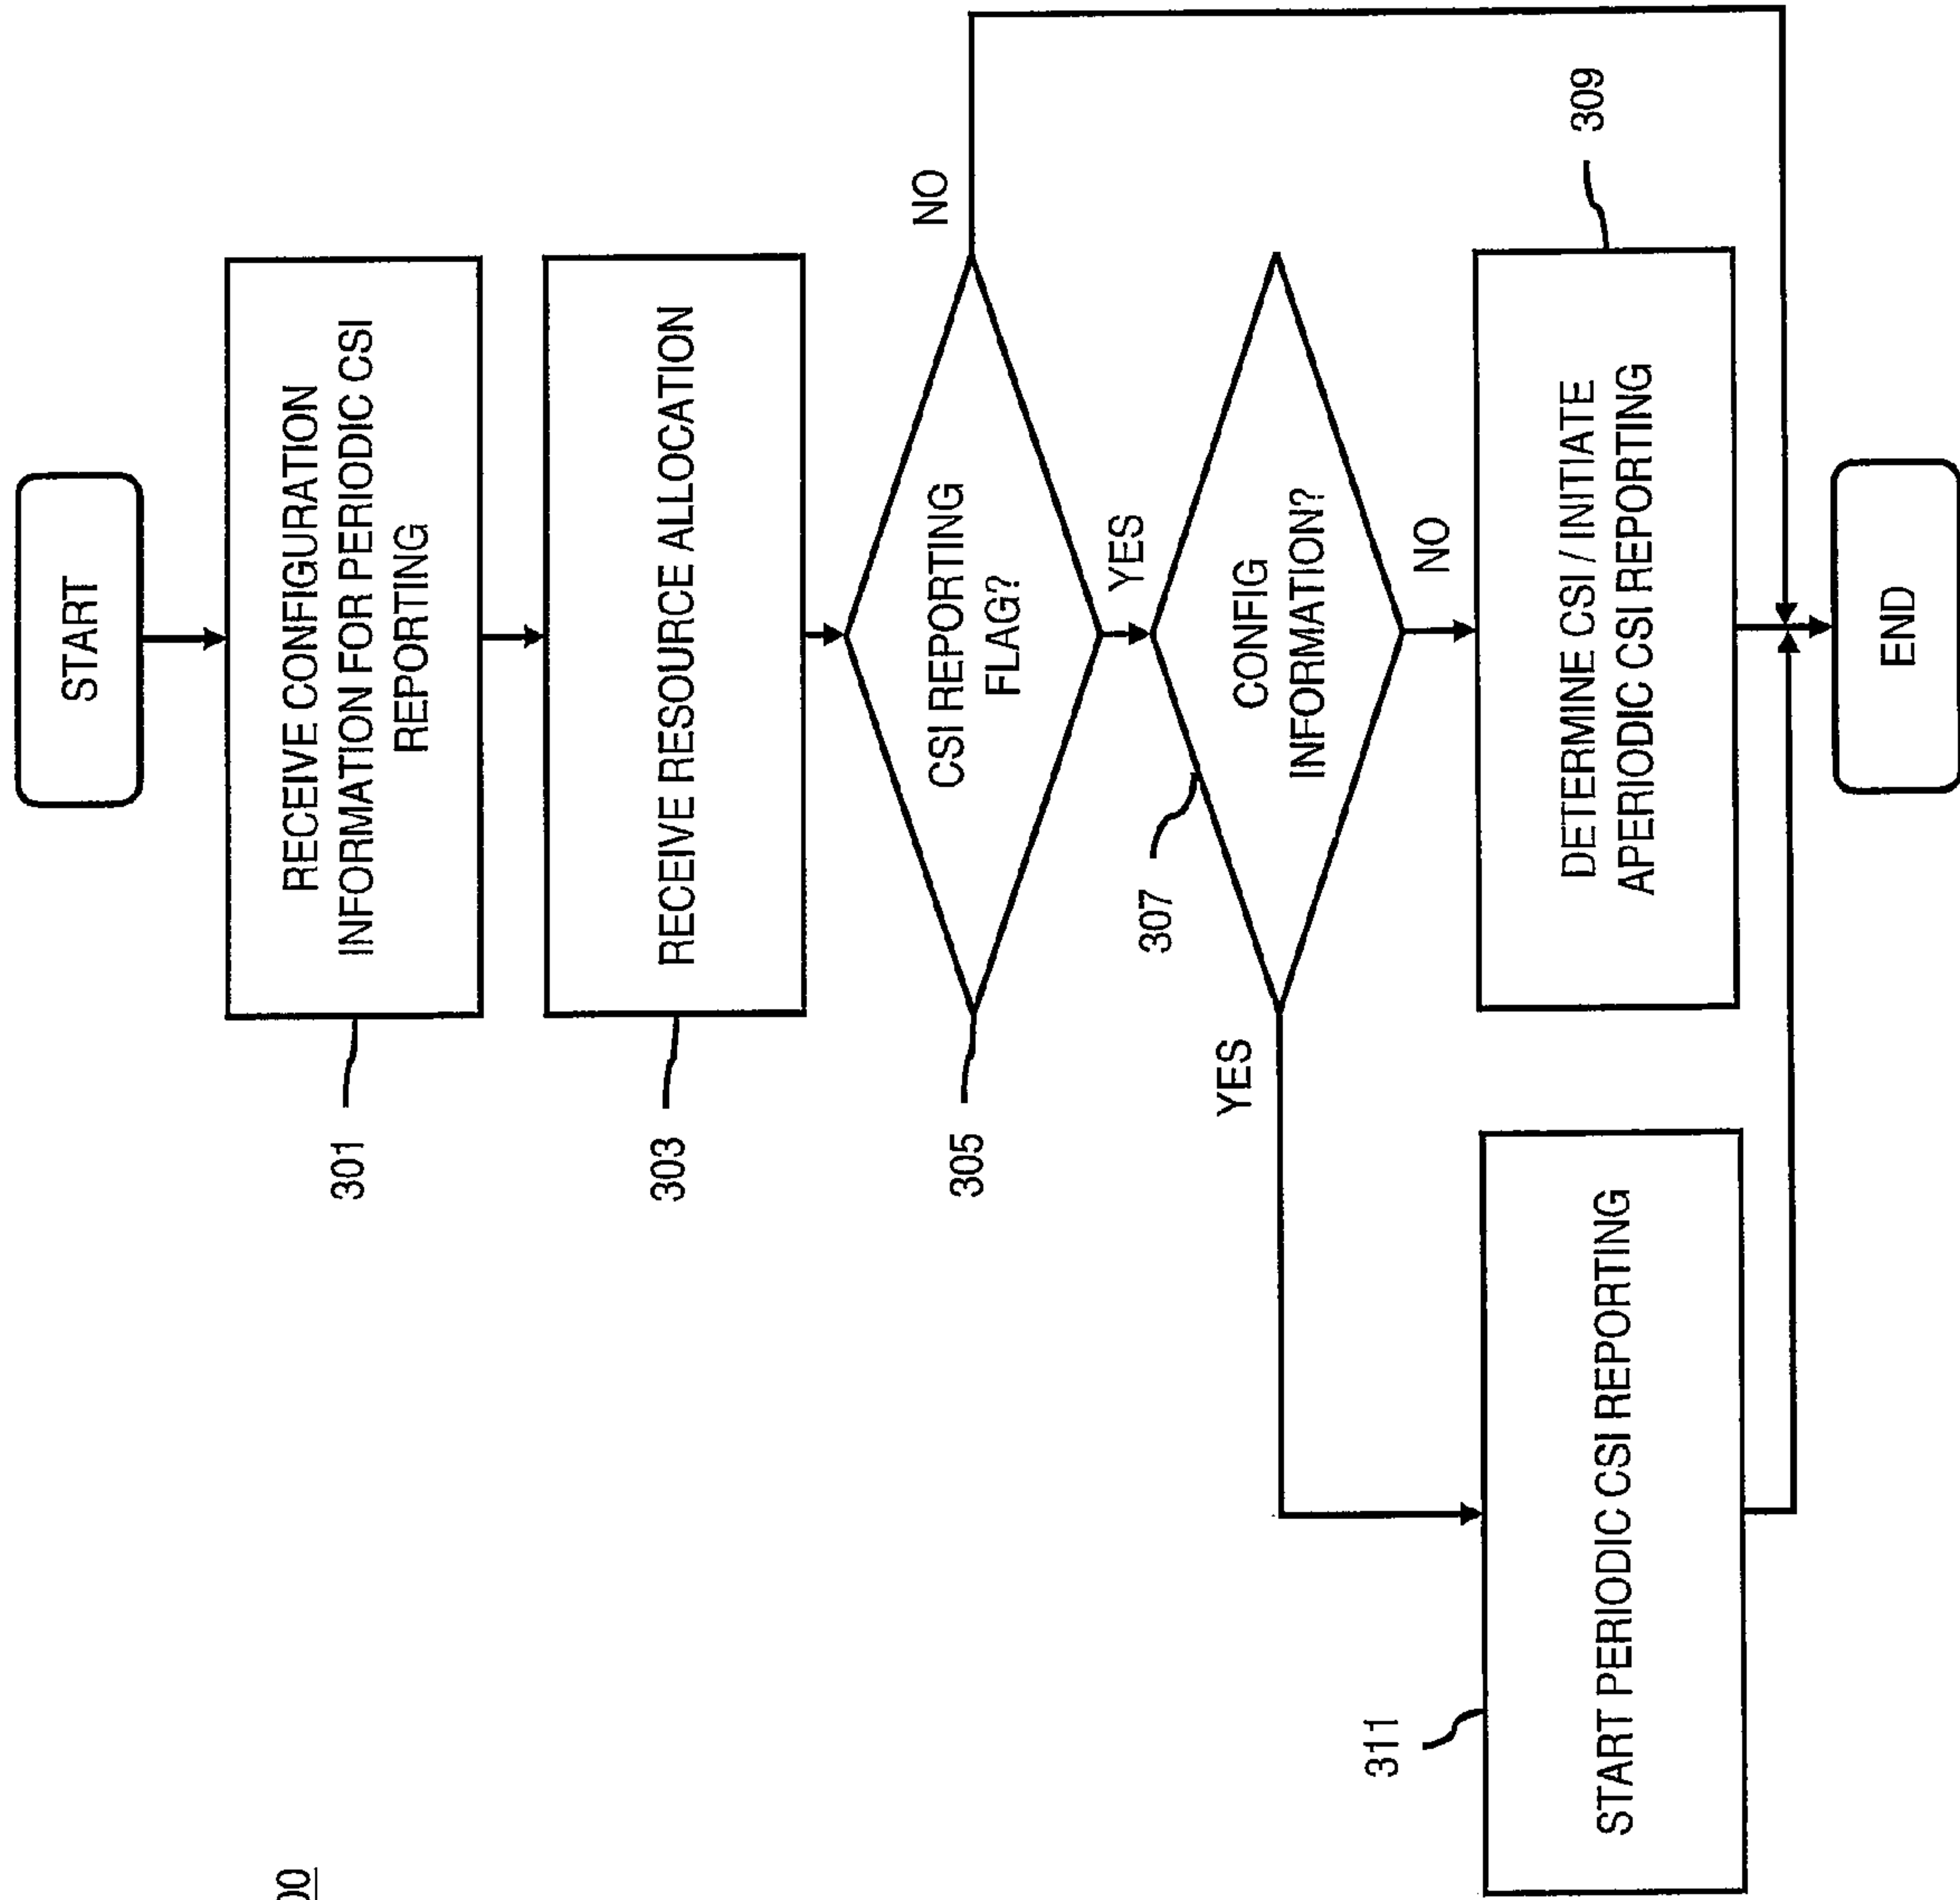 START
301
RECEIVE CONFIGURATION
INFORMATION FOR PERIODIC CSI
REPORTING
303
RECEIVE RESOURCE ALLOCATION
305
CSI REPORTING
FLAG?
NO
YES
307
CONFIG
INFORMATION?
YES
NO
311
START PERIODIC CSI REPORTING
DETERMINE CSI / INITIATE
APERIODIC CSI REPORTING
309
END